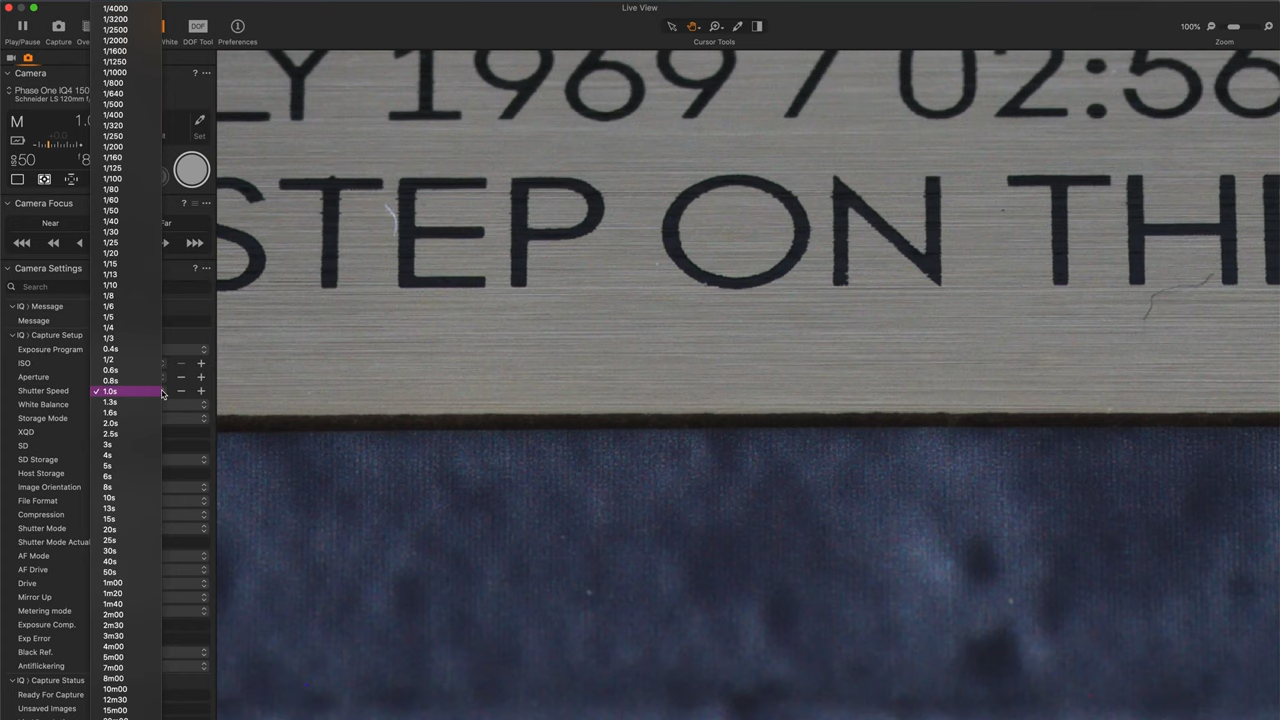 Live View
Play/Pause
Capture
White
DOF
DOF Tool
Preferences
Cursor Tools
100%
Zoom
Camera
?
Phase One IQ4 150
Schneider LS 120mm
M
1.0
+0.0
Set
50
f8
Camera Focus
?
Near
Far
Camera Settings
?
Search
IQ 〉 Message
Message
IQ 〉 Capture Setup
Exposure Program
ISO
Aperture
Shutter Speed
White Balance
Storage Mode
XQD
SD
SD Storage
Host Storage
Image Orientation
File Format
Compression
Shutter Mode
Shutter Mode Actual
AF Mode
AF Drive
Drive
Mirror Up
Metering mode
Exposure Comp.
Exp Error
Black Ref.
Antiflickering
IQ 〉 Capture Status
Ready For Capture
Unsaved Images
1/4000
1/3200
1/2500
1/2000
1/1600
1/1250
1/1000
1/800
1/640
1/500
1/400
1/320
1/250
1/200
1/160
1/125
1/100
1/80
1/60
1/50
1/40
1/30
1/25
1/20
1/15
1/13
1/10
1/8
1/6
1/5
1/4
1/3
0.4s
1/2
0.6s
0.8s
✓ 1.0s
1.3s
1.6s
2.0s
2.5s
3s
4s
5s
6s
8s
10s
13s
15s
20s
25s
30s
40s
50s
1m00
1m20
1m40
2m00
2m30
3m30
4m00
5m00
7m00
8m00
10m00
12m30
15m00
LY 1969 / 02:56
STEP ON TH